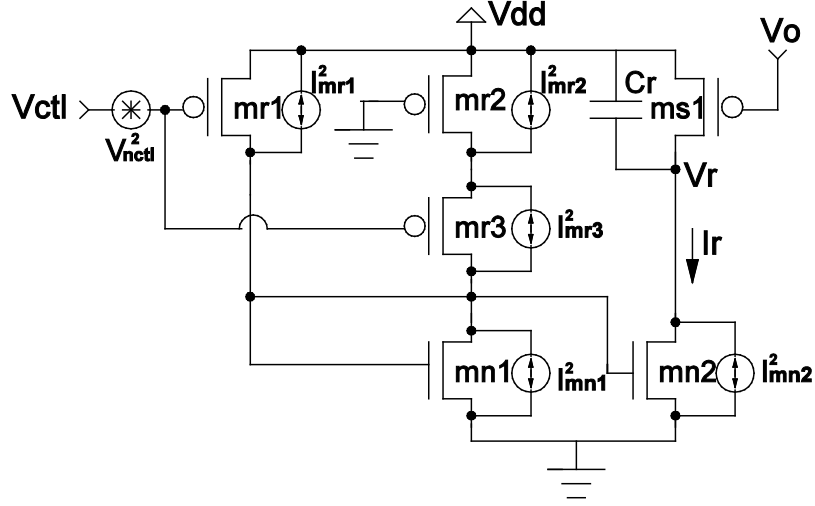 Vdd
Vo
I²mr1
I²mr2
Cr
mr1
mr2
ms1
Vctl
V²nctl
Vr
mr3
I²mr3
Ir
mn1
I²mn1
mn2
I²mn2